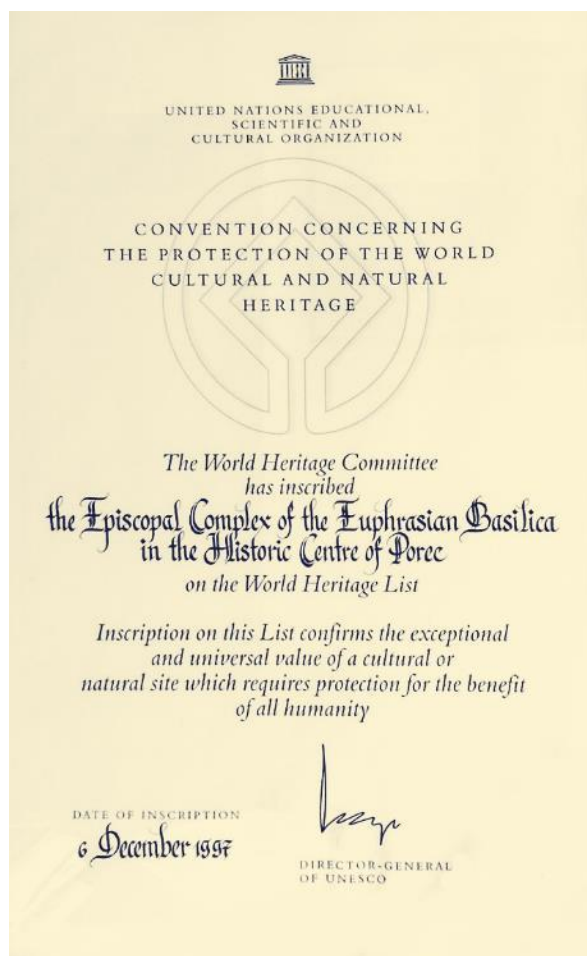 UNITED NATIONS EDUCATIONAL,
SCIENTIFIC AND
CULTURAL ORGANIZATION
CONVENTION CONCERNING
THE PROTECTION OF THE WORLD
CULTURAL AND NATURAL
HERITAGE
The World Heritage Committee
has inscribed
the Episcopal Complex of the Euphrasian Basilica
in the Historic Centre of Porec
on the World Heritage List
Inscription on this List confirms the exceptional
and universal value of a cultural or
natural site which requires protection for the benefit
of all humanity
DATE OF INSCRIPTION
6 December 1997
DIRECTOR-GENERAL
OF UNESCO